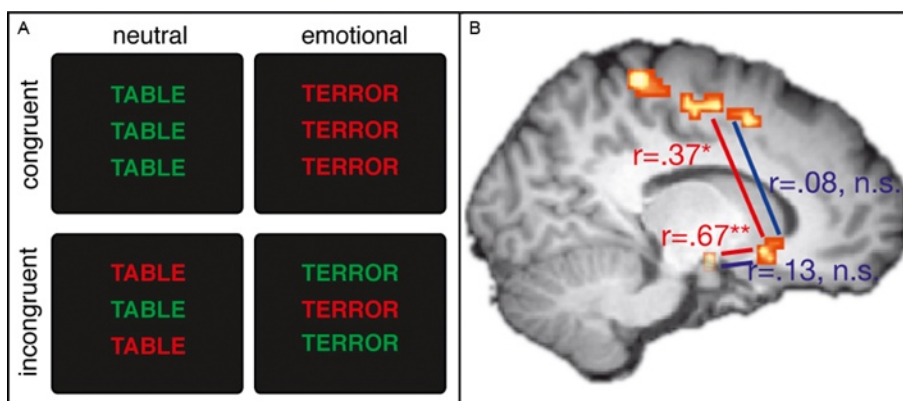 A
neutral
emotional
congruent
TABLE
TABLE
TABLE
TERROR
TERROR
TERROR
incongruent
TABLE
TABLE
TABLE
TERROR
TERROR
TERROR
B
r=.37*
r=.08, n.s.
r=.67**
r=.13, n.s.